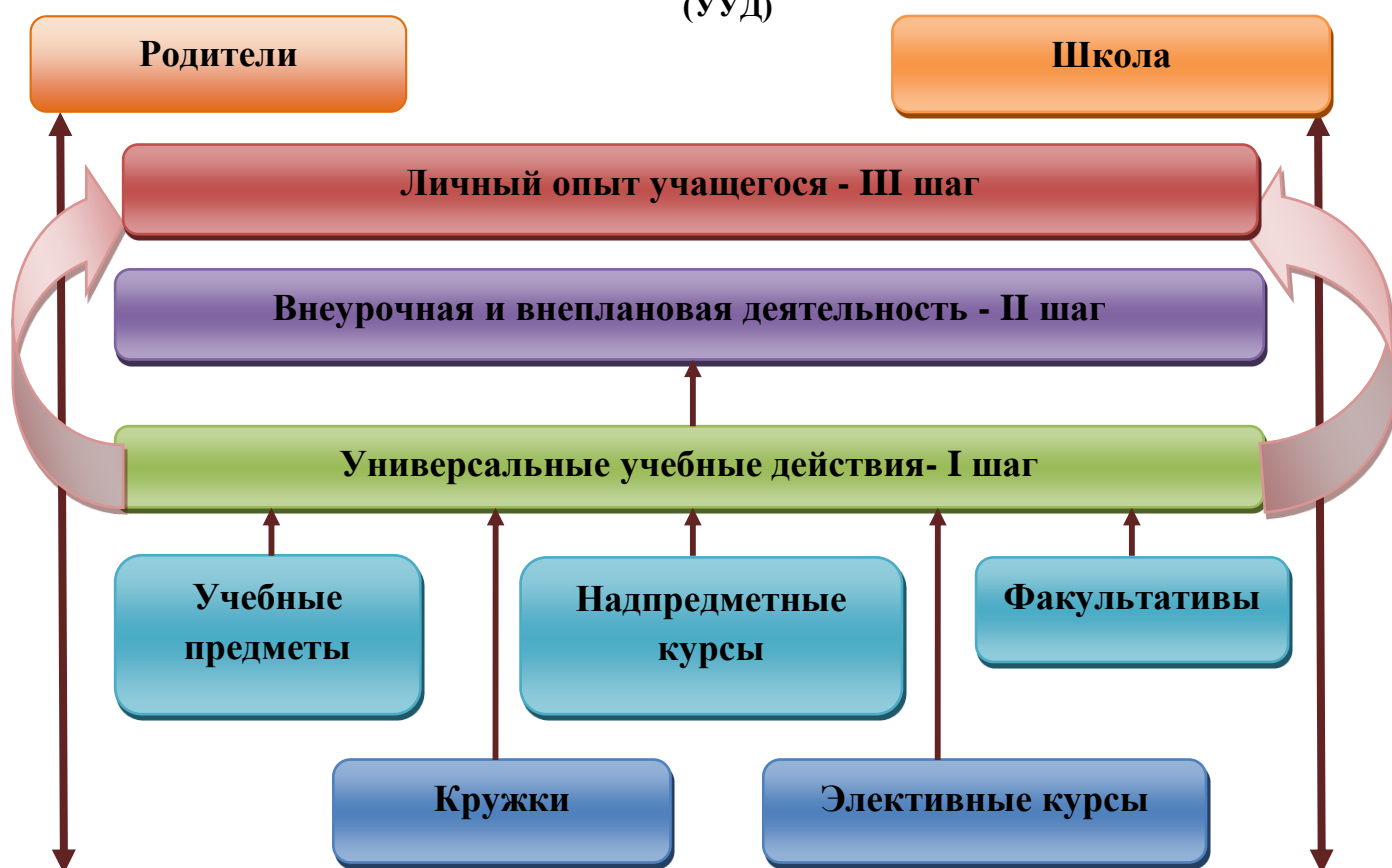 (УУД)
Родители
Школа
Личный опыт учащегося - III шаг
Внеурочная и внеплановая деятельность - II шаг
Универсальные учебные действия- I шаг
Учебные
предметы
Надпредметные
курсы
Факультативы
Кружки
Элективные курсы